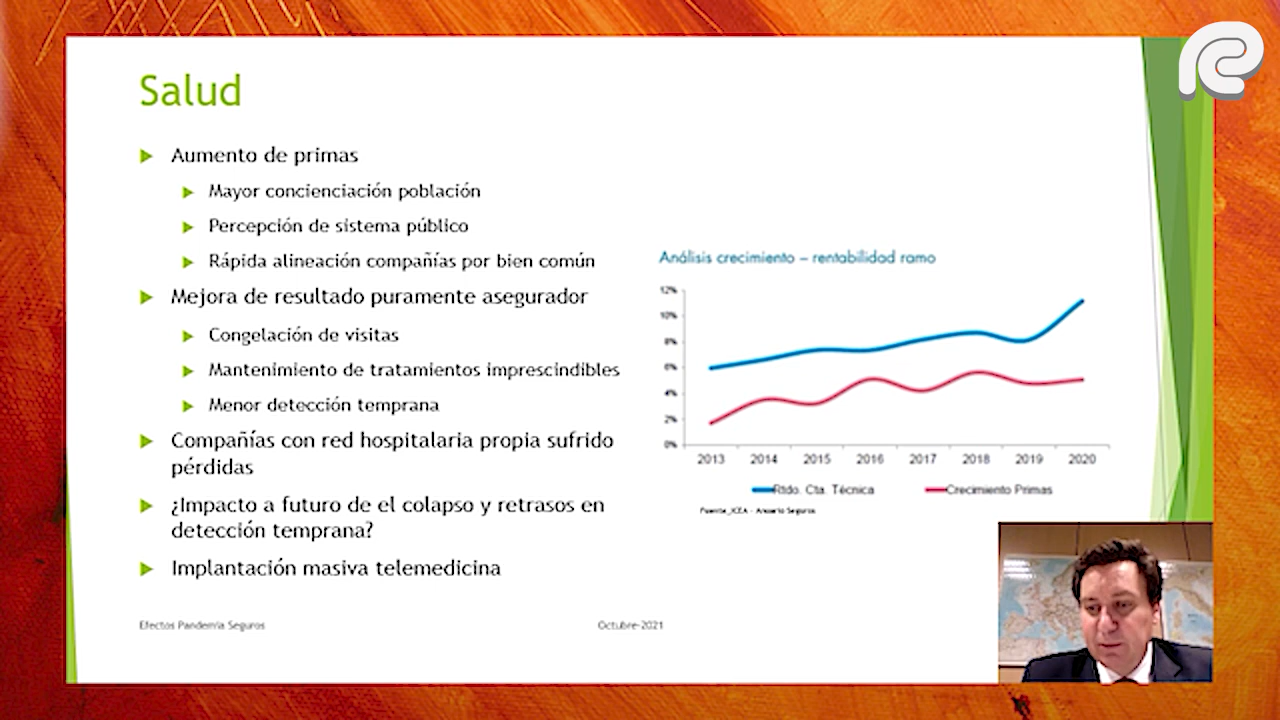 Salud
Aumento de primas
Mayor concienciación población
Percepción de sistema público
Rápida alineación compañías por bien común
Mejora de resultado puramente asegurador
Congelación de visitas
Mantenimiento de tratamientos imprescindibles
Menor detección temprana
Compañías con red hospitalaria propia sufrido
pérdidas
¿Impacto a futuro de el colapso y retrasos en
detección temprana?
Implantación masiva telemedicina
Análisis crecimiento – rentabilidad ramo
12%
10%
8%
6%
4%
2%
0%
2013 2014 2015 2016 2017 2018 2019 2020
Rtdo. Cta. Técnica Crecimiento Primas
Fuente_ICEA - Anuario Seguros
Efectos Pandemia Seguros Octubre-2021